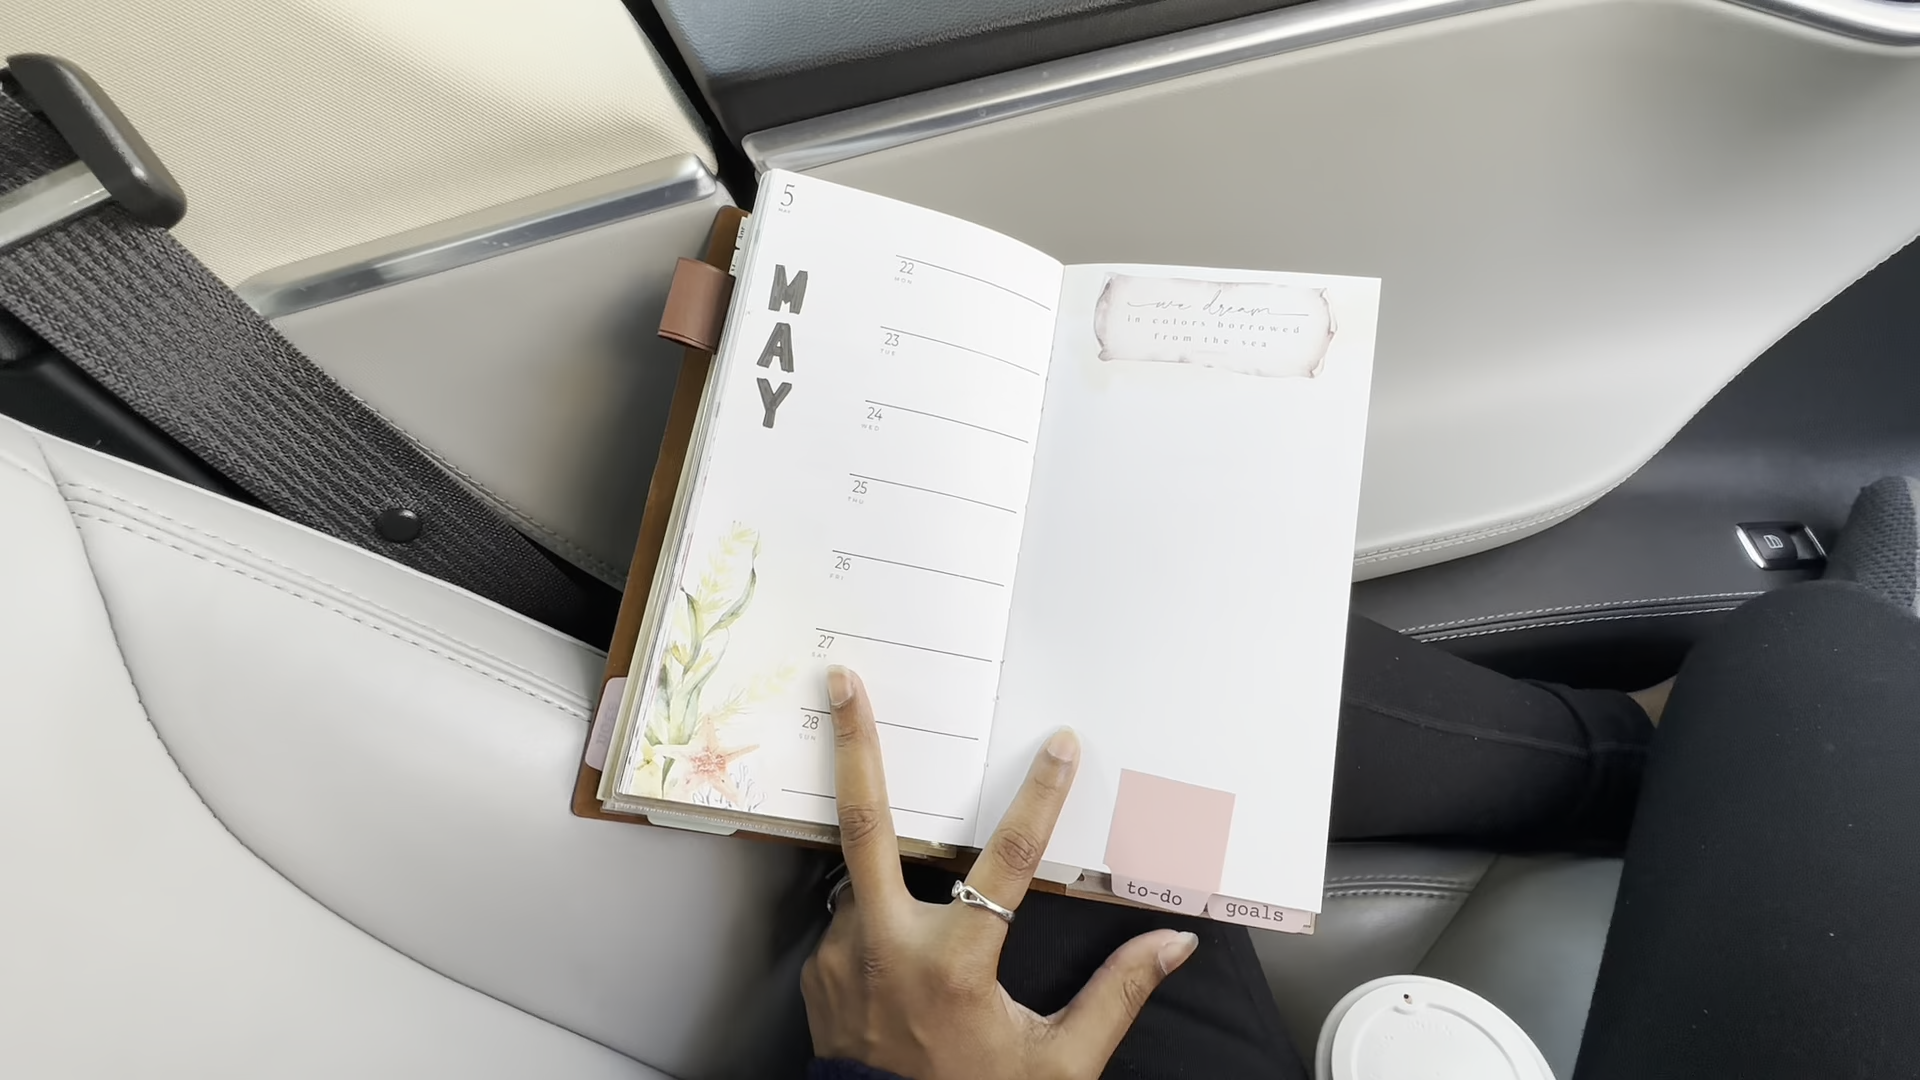 5
MAY
MAY
22
MON
23
TUE
24
WED
25
THU
26
FRI
27
SAT
28
SUN
we dream
in colors borrowed
from the sea
to-do
goals